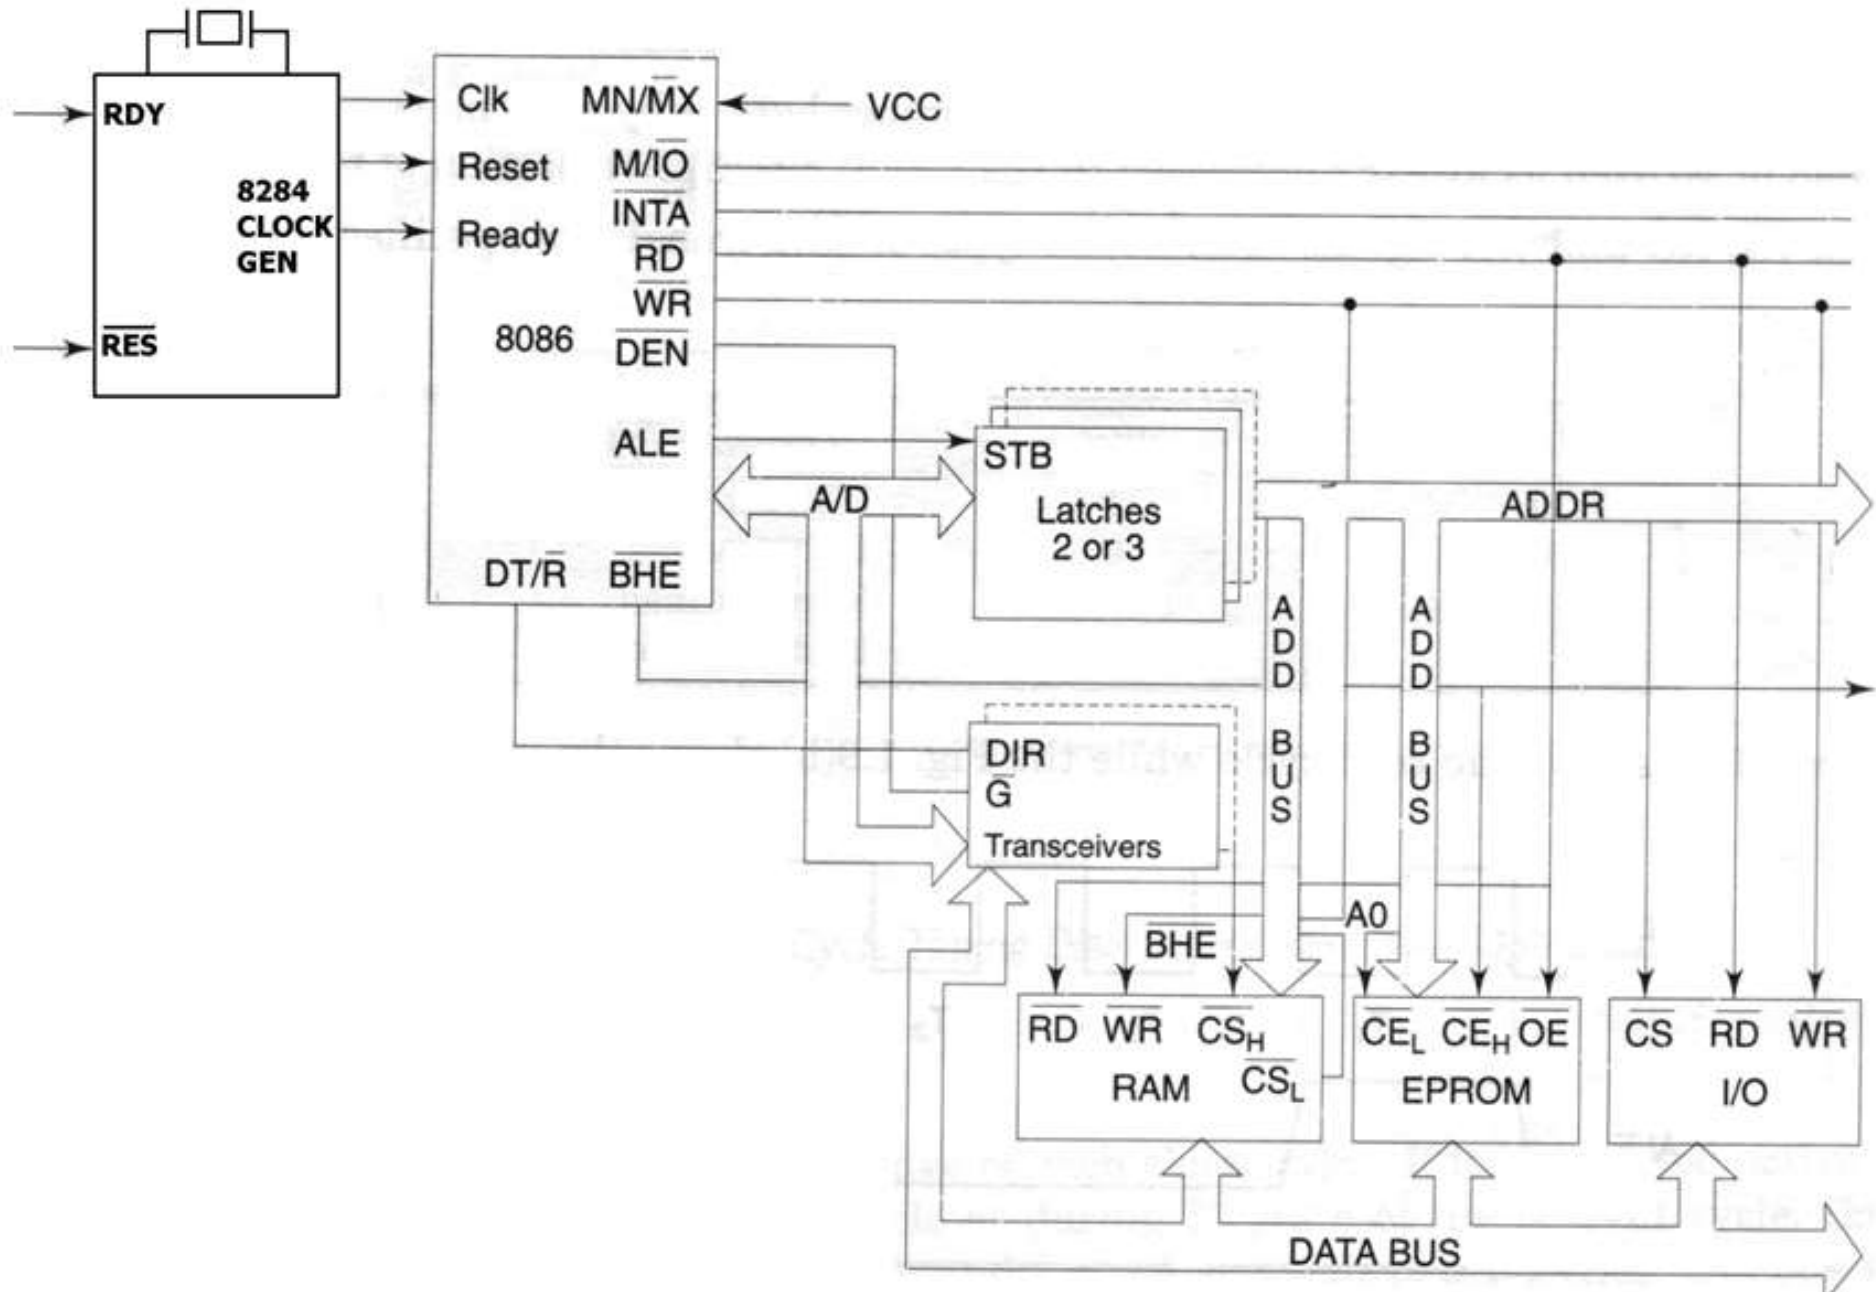 RDY
8284
CLOCK
GEN
RES
Clk
Reset
Ready
8086
MN/MX
M/IO
INTA
RD
WR
DEN
ALE
DT/R
BHE
VCC
A/D
STB
Latches
2 or 3
ADDR
ADD BUS
ADD BUS
DIR
G
Transceivers
BHE
A0
RD WR CSH
CSL
RAM
CEL CEH OE
EPROM
CS RD WR
I/O
DATA BUS